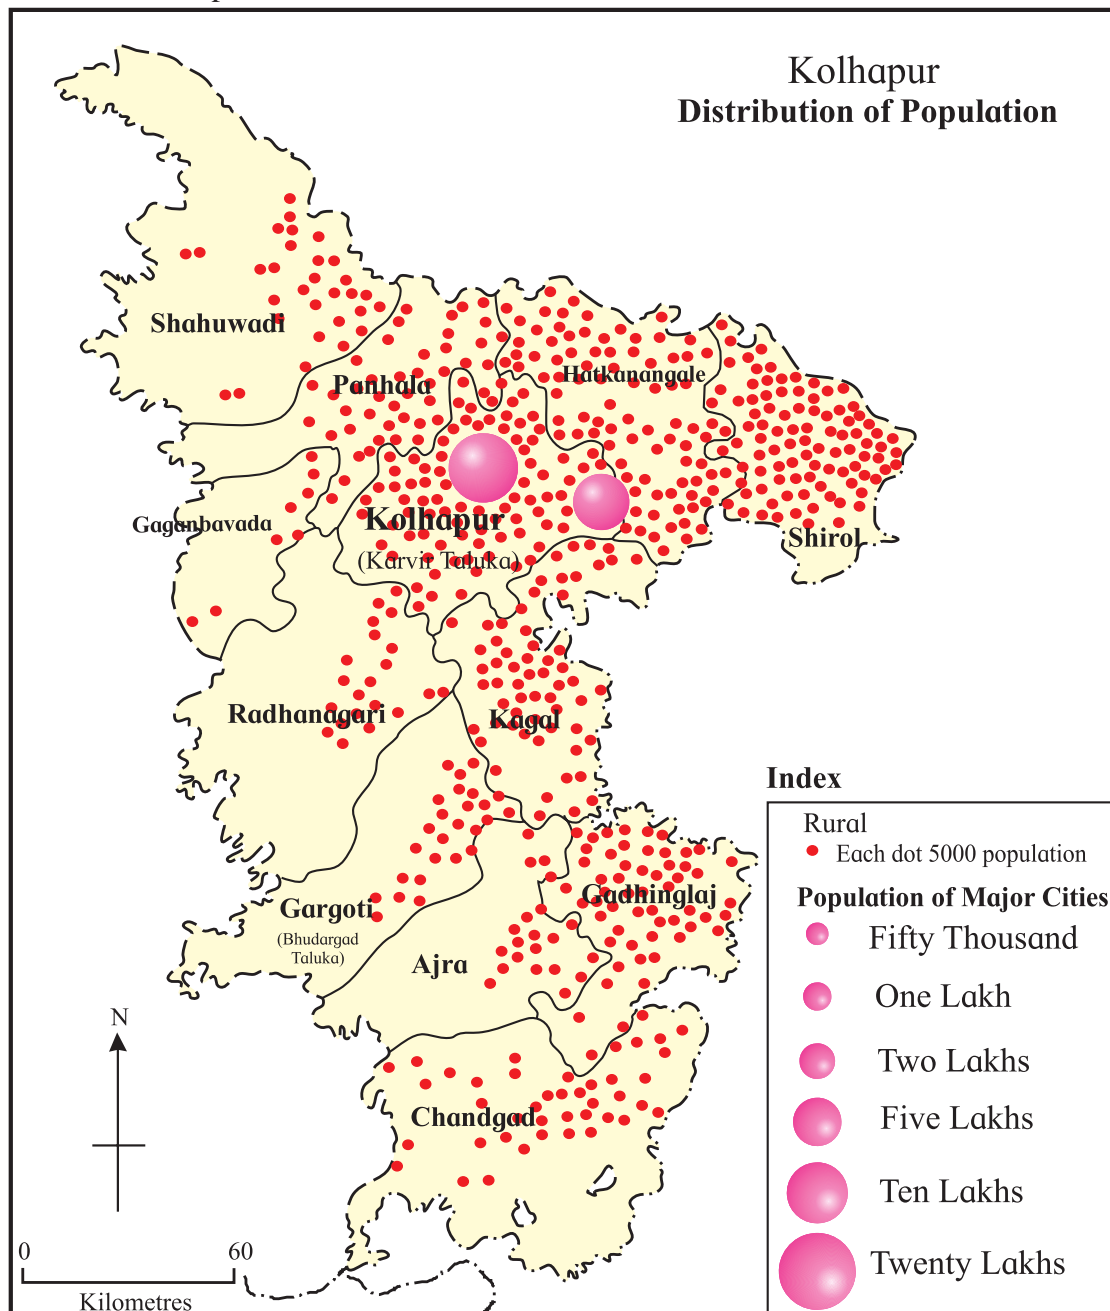 Kolhapur
Distribution of Population
Shahuwadi
Panhala
Hatkanangale
Gaganbavada
Kolhapur
(Karvir Taluka)
Shirol
Radhanagari
Kagal
Gargoti
(Bhudargad
Taluka)
Gadhinglaj
Ajra
Chandgad
Index
Rural
Each dot 5000 population
Population of Major Cities
Fifty Thousand
One Lakh
Two Lakhs
Five Lakhs
Ten Lakhs
Twenty Lakhs
N
0 60
Kilometres